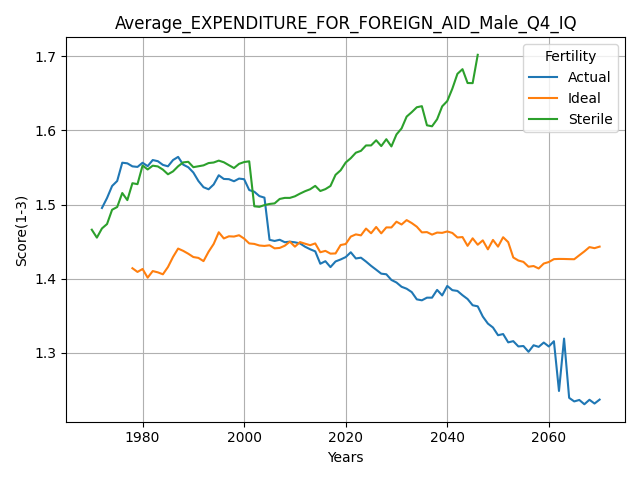 Average_EXPENDITURE_FOR_FOREIGN_AID_Male_Q4_IQ
Fertility
Actual
Ideal
Sterile
Score(1-3)
1.7
1.6
1.5
1.4
1.3
1980
2000
2020
2040
2060
Years